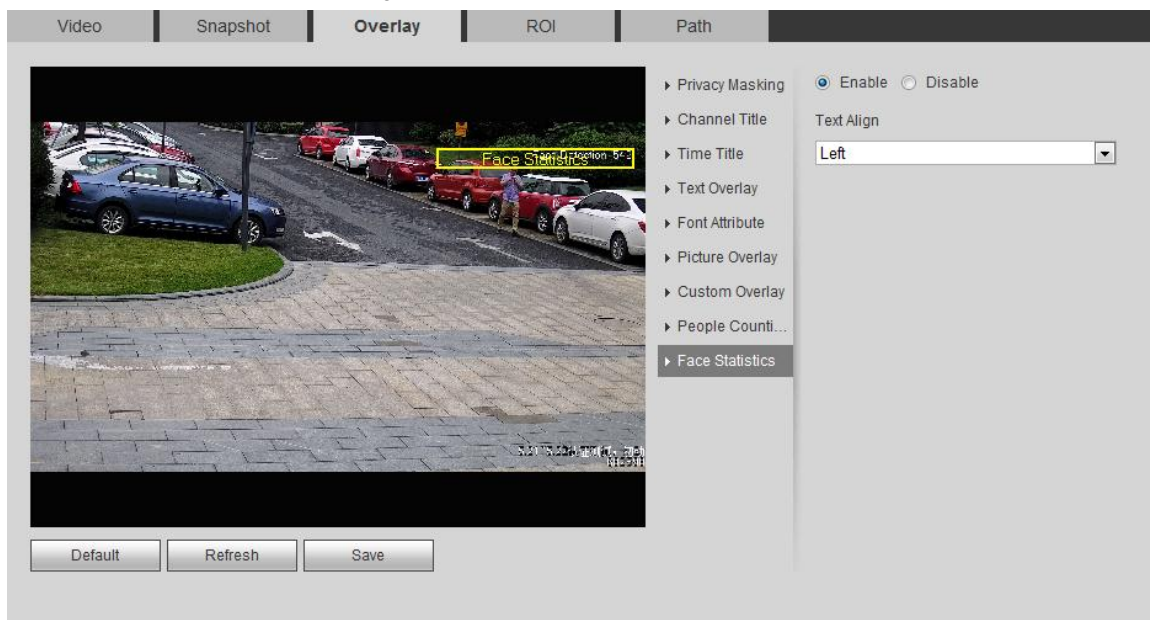 Video
Snapshot
Overlay
ROI
Path
Privacy Masking
Channel Title
Time Title
Text Overlay
Font Attribute
Picture Overlay
Custom Overlay
People Counti...
Face Statistics
Enable
Disable
Text Align
Left
Face Statistics
Default
Refresh
Save